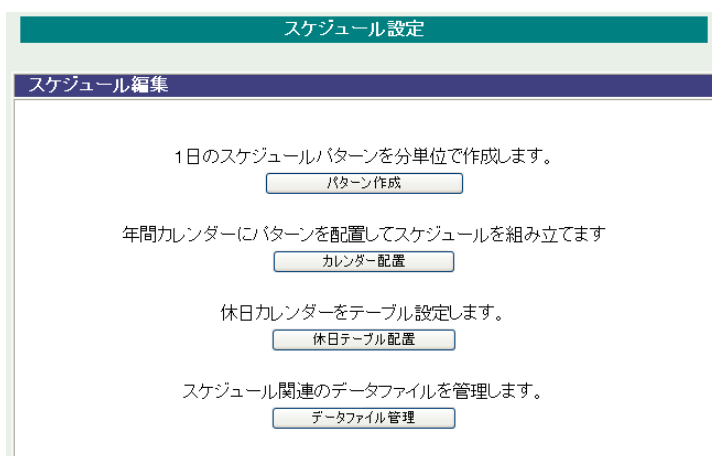 スケジュール設定
スケジュール編集
1日のスケジュールパターンを分単位で作成します。
パターン作成
年間カレンダーにパターンを配置してスケジュールを組み立てます
カレンダー配置
休日カレンダーをテーブル設定します。
休日テーブル配置
スケジュール関連のデータファイルを管理します。
データファイル管理